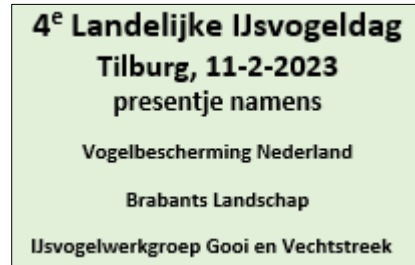 4e Landelijke IJsvogeldag
Tilburg, 11-2-2023
presentje namens
Vogelbescherming Nederland
Brabants Landschap
IJsvogelwerkgroep Gooi en Vechtstreek